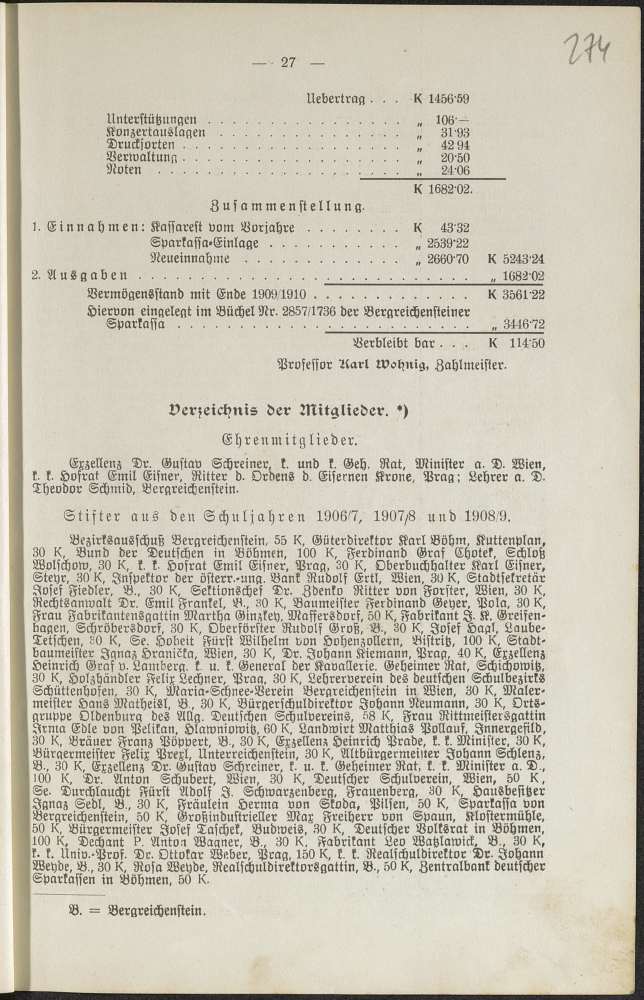 274
— 27 —
Uebertrag . . . K 1456·59
Unterstützungen . . . . . . . . . . . . . . . . „ 106·—
Konzertauslagen . . . . . . . . . . . . . . . „ 31·93
Drucksorten . . . . . . . . . . . . . . . . . . „ 42 94
Verwaltung . . . . . . . . . . . . . . . . . . „ 20·50
Noten . . . . . . . . . . . . . . . . . . . . „ 24·06
K 1682·02.
Zusammenstellung.
1. Einnahmen: Kassarest vom Vorjahre . . . . . . . . K 43·32
Sparkassa-Einlage . . . . . . . . . . . „ 2539·22
Neueinnahme . . . . . . . . . . . . . „ 2660·70 K 5243·24
2. Ausgaben . . . . . . . . . . . . . . . . . . . . . . . . . . . „ 1682·02
Vermögensstand mit Ende 1909/1910 . . . . . . . . . . . . . K 3561·22
Hiervon eingelegt im Büchel Nr. 2857/1736 der Bergreichensteiner
Sparkassa . . . . . . . . . . . . . . . . . . . . . . . . „ 3446·72
Verbleibt bar . . . K 114·50
Professor Karl Wohnig, Zahlmeister.
Verzeichnis der Mitglieder. *)
Ehrenmitglieder.
Exzellenz Dr. Gustav Schreiner, k. und k. Geh. Rat, Minister a. D. Wien,
k. k. Hofrat Emil Eisner, Ritter d. Ordens d. Eisernen Krone, Prag; Lehrer a. D.
Theodor Schmid, Bergreichenstein.
Stifter aus den Schuljahren 1906/7, 1907/8 und 1908/9.
Bezirksausschuß Bergreichenstein, 55 K, Güterdirektor Karl Böhm, Kuttenplan,
30 K, Bund der Deutschen in Böhmen, 100 K, Ferdinand Graf Chotek, Schloß
Wolschow, 30 K, k. k. Hofrat Emil Eisner, Prag, 30 K, Oberbuchhalter Karl Eisner,
Steyr, 30 K, Inspektor der österr.-ung. Bank Rudolf Ertl, Wien, 30 K, Stadtsekretär
Josef Fiedler, B., 30 K, Sektionschef Dr. Zdenko Ritter von Forster, Wien, 30 K,
Rechtsanwalt Dr. Emil Frankel, B., 30 K, Baumeister Ferdinand Geyer, Pola, 30 K,
Frau Fabrikantensgattin Martha Ginzkey, Maffersdorf, 50 K, Fabrikant J. K. Greisen-
hagen, Schröbersdorf, 30 K, Oberförster Rudolf Groß, B., 30 K, Josef Hagl, Laube-
Tetschen, 30 K, Se. Hoheit Fürst Wilhelm von Hohenzollern, Bistritz, 100 K, Stadt-
baumeister Ignaz Hranička, Wien, 30 K, Dr. Johann Kiemann, Prag, 40 K, Exzellenz
Heinrich Graf v. Lamberg, k. u. k. General der Kavallerie, Geheimer Rat, Schichowitz,
30 K, Holzhändler Felix Lechner, Prag, 30 K, Lehrerverein des deutschen Schulbezirks
Schüttenhofen, 30 K, Maria-Schnee-Verein Bergreichenstein in Wien, 30 K, Maler-
meister Hans Matheisl, B., 30 K, Bürgerschuldirektor Johann Neumann, 30 K, Orts-
gruppe Oldenburg des Allg. Deutschen Schulvereins, 58 K, Frau Rittmeistersgattin
Irma Edle von Pelikan, Hlawniowitz, 60 K, Landwirt Matthias Pollauf, Innergefild,
30 K, Bräuer Franz Pöppert, B., 30 K, Exzellenz Heinrich Prade, k. k. Minister, 30 K,
Bürgermeister Felix Prexl, Unterreichenstein, 30 K, Altbürgermeiner Johann Schlenz,
B., 30 K, Exzellenz Dr. Gustav Schreiner, k. u. k. Geheimer Rat, k. k. Minister a. D.,
100 K, Dr. Anton Schubert, Wien, 30 K, Deutscher Schulverein, Wien, 50 K,
Se. Durchlaucht Fürst Adolf J. Schwarzenberg, Frauenberg, 30 K, Hausbesitzer
Ignaz Sedl, B., 30 K, Fräulein Herma von Skoda, Pilsen, 50 K, Sparkassa von
Bergreichenstein, 50 K, Großindustrieller Max Freiherr von Spaun, Klostermühle,
50 K, Bürgermeister Josef Taschek, Budweis, 30 K, Deutscher Volksrat in Böhmen,
100 K, Dechant P. Anton Wagner, B., 30 K, Fabrikant Leo Watzlawick, B., 30 K,
k. k. Univ.-Prof. Dr. Ottokar Weber, Prag, 150 K, k. k. Realschuldirektor Dr. Johann
Weyde, B., 30 K, Rosa Weyde, Realschuldirektorsgattin, B., 50 K, Zentralbank deutscher
Sparkassen in Böhmen, 50 K.
B. = Bergreichenstein.